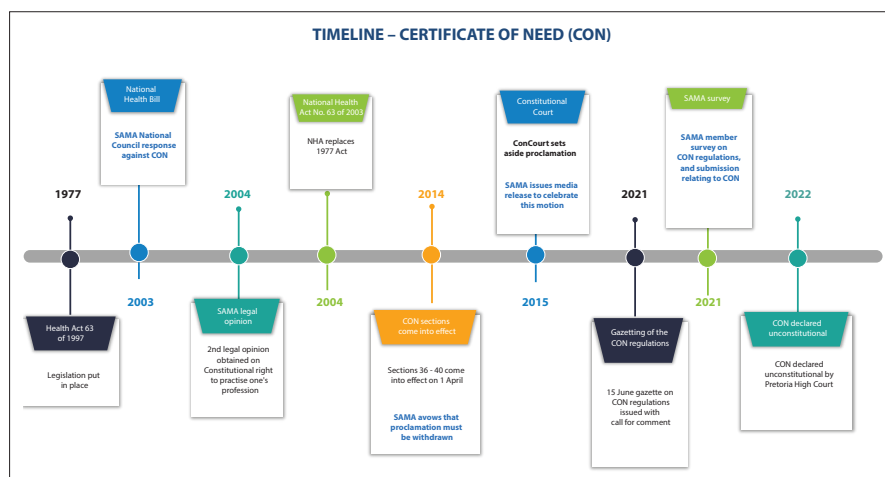 TIMELINE – CERTIFICATE OF NEED (CON)
1977
Health Act 63
of 1997
Legislation put
in place
National
Health Bill
SAMA National
Council response
against CON
2003
2004
SAMA legal
opinion
2nd legal opinion
obtained on
Constitutional right
to practise one's
profession
National Health
Act No. 63 of 2003
NHA replaces
1977 Act
2004
2014
CON sections
come into effect
Sections 36 - 40 come
into effect on 1 April
SAMA avows that
proclamation must
be withdrawn
Constitutional
Court
ConCourt sets
aside proclamation
SAMA issues media
release to celebrate
this motion
2015
2021
Gazetting of the
CON regulations
15 June gazette on
CON regulations
issued with
call for comment
SAMA survey
SAMA member
survey on
CON regulations,
and submission
relating to CON
2021
2022
CON declared
unconstitutional
CON declared
unconstitutional by
Pretoria High Court